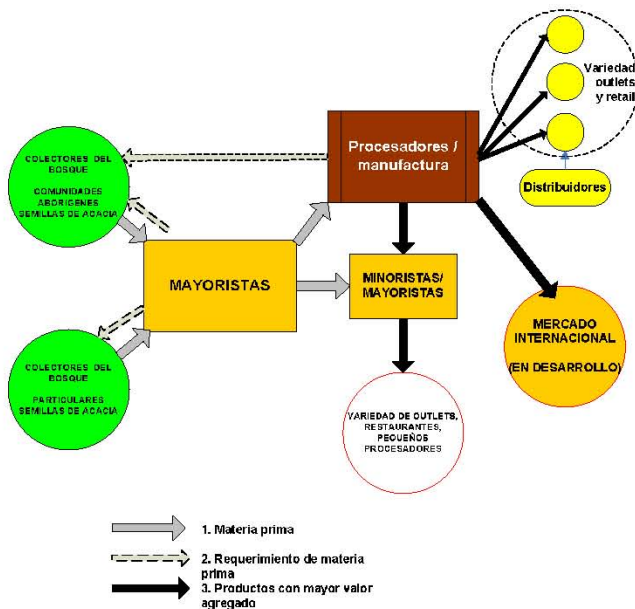 Variedad
outlets
y retail
Procesadores /
manufactura
Distribuidores
COLECTORES DEL
BOSQUE
COMUNIDADES
ABORIGENES
SEMILLAS DE ACACIA
MAYORISTAS
MINORISTAS/
MAYORISTAS
MERCADO
INTERNACIONAL
(EN DESARROLLO)
COLECTORES DEL
BOSQUE
PARTICULARES
SEMILLAS DE ACACIA
VARIEDAD DE OUTLETS,
RESTAURANTES,
PEQUEÑOS
PROCESADORES
1. Materia prima
2. Requerimiento de materia
prima
3. Productos con mayor valor
agregado